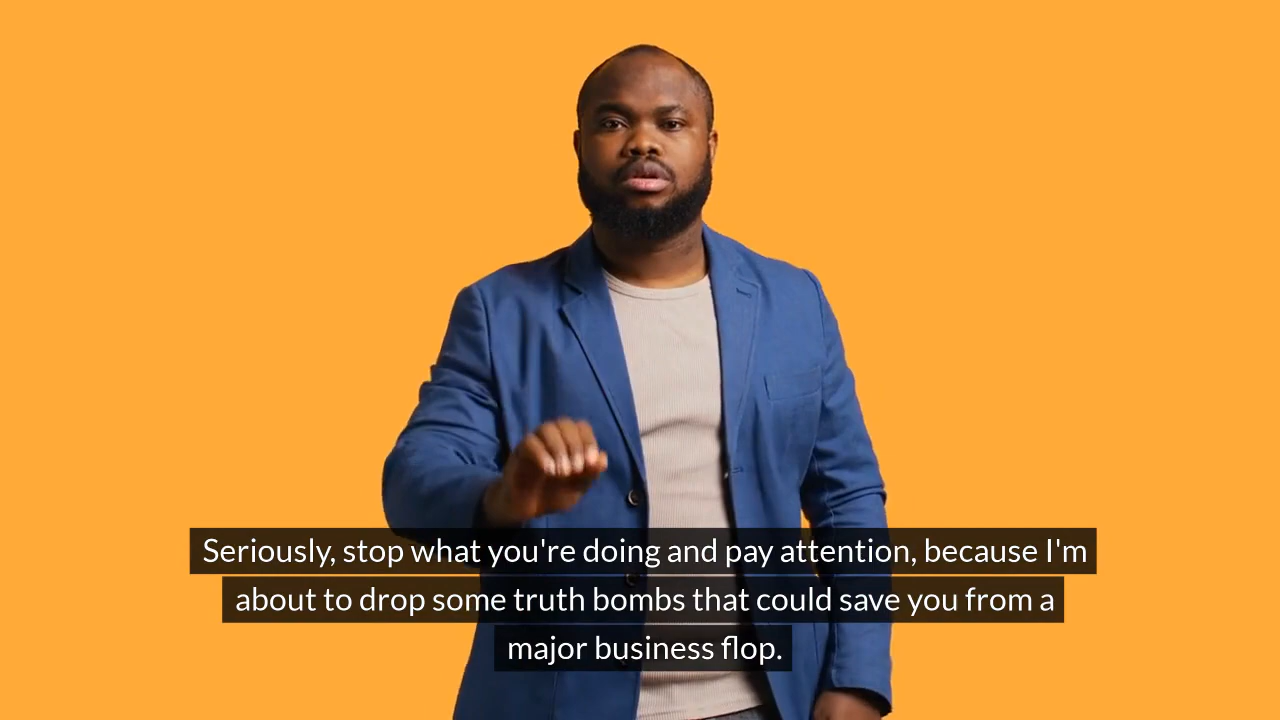 Seriously, stop what you're doing and pay attention, because I'm
about to drop some truth bombs that could save you from a
major business flop.